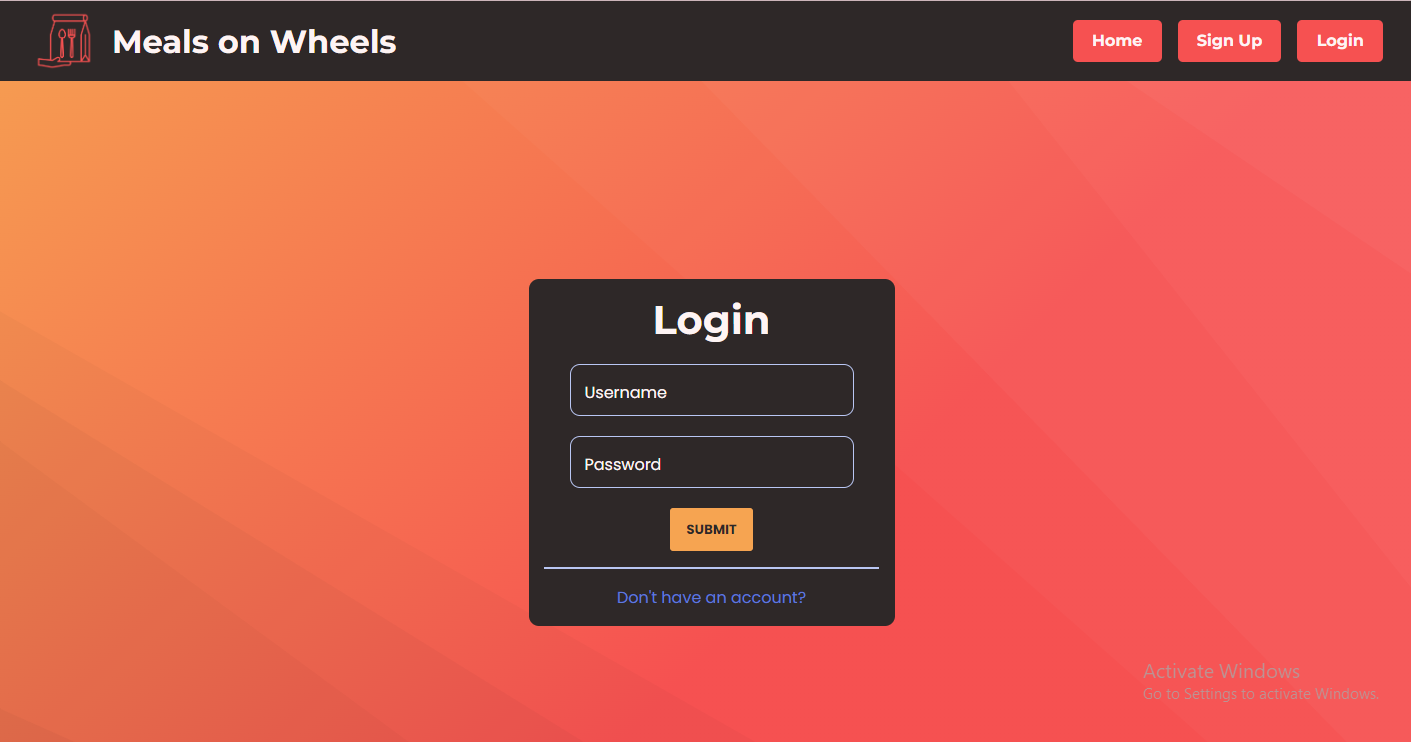 Meals on Wheels
Home
Sign Up
Login
Login
Username
Password
SUBMIT
Don't have an account?
Activate Windows
Go to Settings to activate Windows.